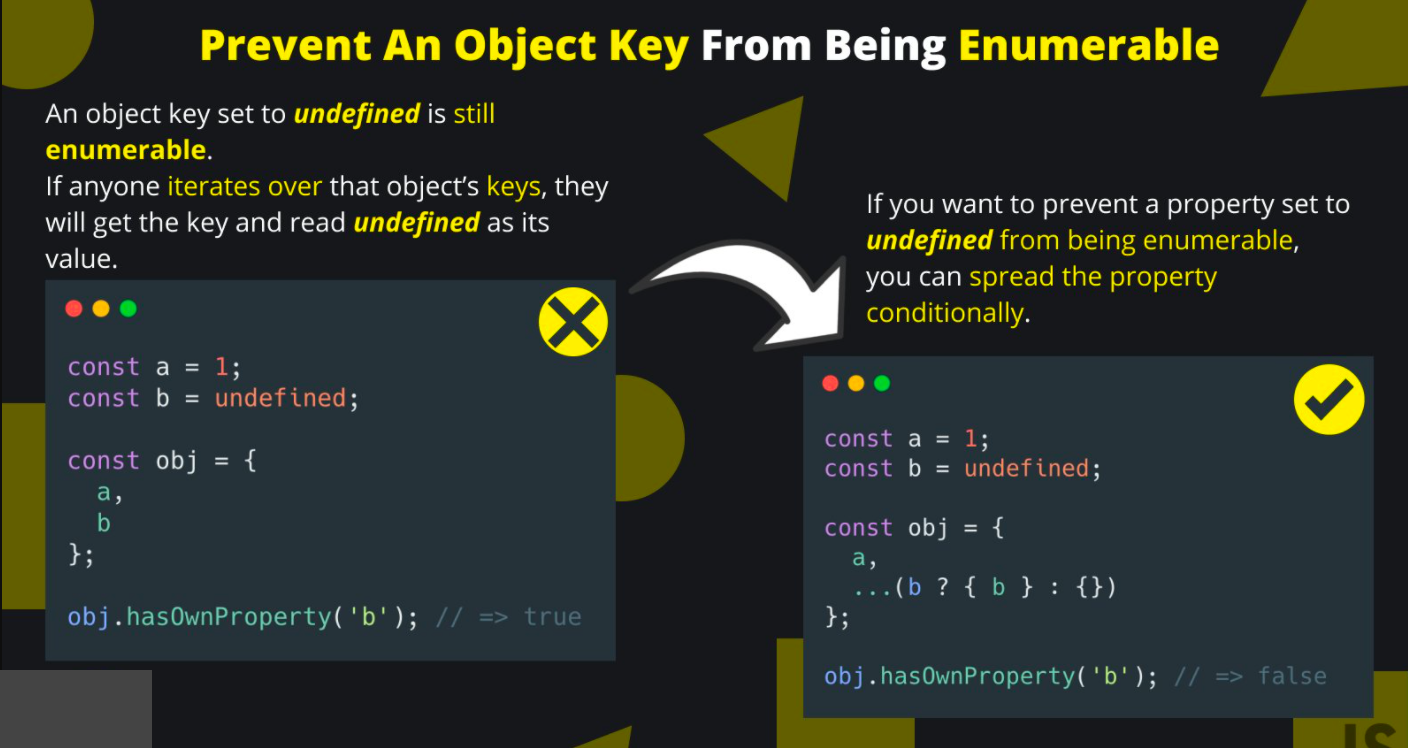 Prevent An Object Key From Being Enumerable
An object key set to undefined is still
enumerable.
If anyone iterates over that object’s keys, they
will get the key and read undefined as its
value.
const a = 1;
const b = undefined;
const obj = {
a,
b
};
obj.hasOwnProperty('b'); // => true
If you want to prevent a property set to
undefined from being enumerable,
you can spread the property
conditionally.
const a = 1;
const b = undefined;
const obj = {
a,
...(b ? { b } : {})
};
obj.hasOwnProperty('b'); // => false
JS